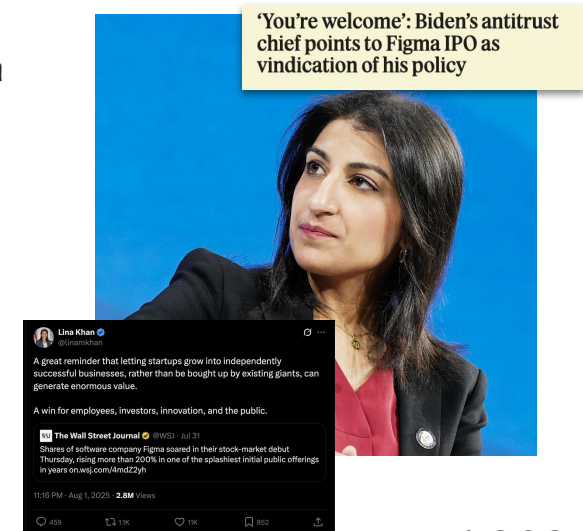 ‘You’re welcome’: Biden’s antitrust
chief points to Figma IPO as
vindication of his policy
Lina Khan
@linamkhan
A great reminder that letting startups grow into independently
successful businesses, rather than be bought up by existing giants, can
generate enormous value.
A win for employees, investors, innovation, and the public.
WSJ The Wall Street Journal @WSJ · Jul 31
Shares of software company Figma soared in their stock-market debut
Thursday, rising more than 200% in one of the splashiest initial public offerings
in years on.wsj.com/4mdZ2yh
11:16 PM · Aug 1, 2025 · 2.8M Views
459 1.1K 11K 852